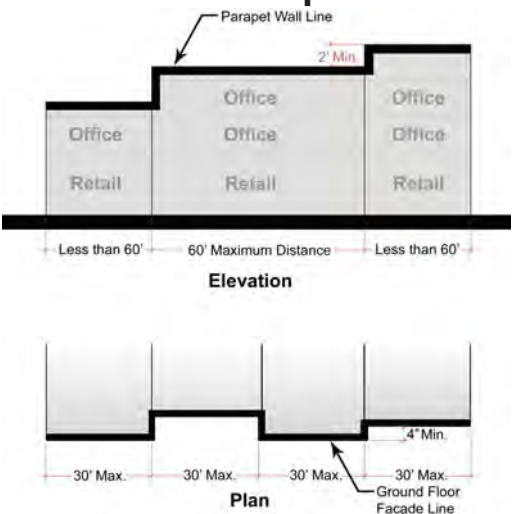 Parapet Wall Line
2' Min.
Office Office
Office Office Office
Retail Retail Retail
Less than 60' 60' Maximum Distance Less than 60'
Elevation
4" Min.
30' Max. 30' Max. 30' Max. 30' Max.
Plan
Ground Floor
Facade Line